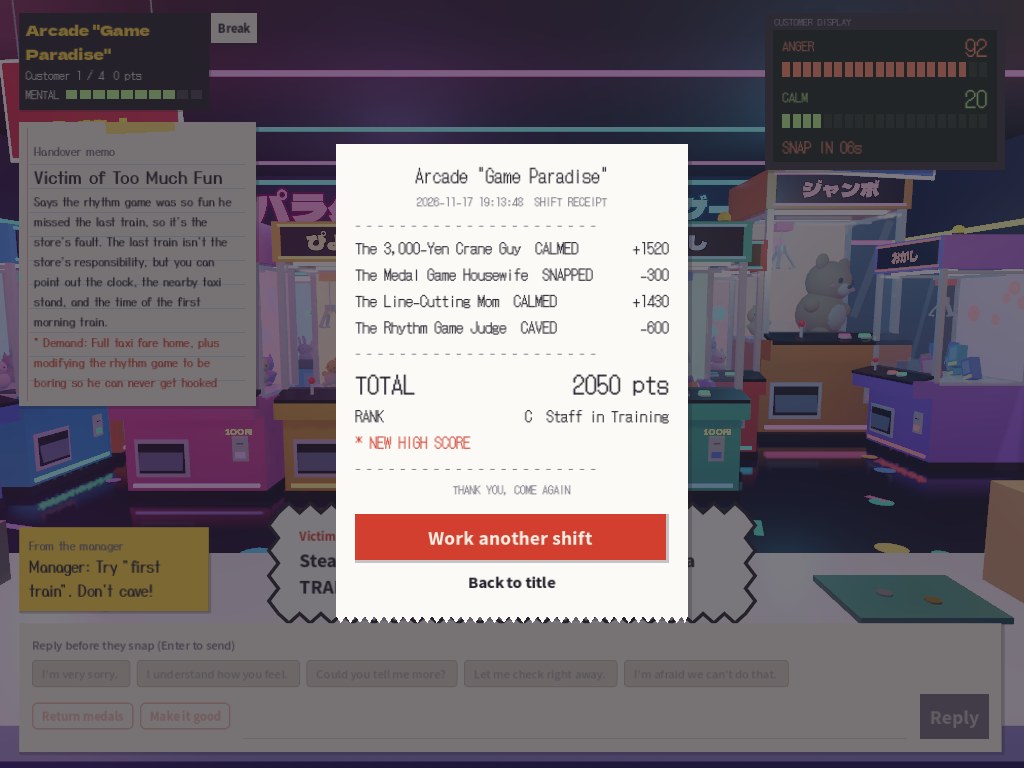 Arcade "Game
Paradise"
Customer 1 / 4 0 pts
MENTAL
Break
CUSTOMER DISPLAY
ANGER 92
CALM 20
SNAP IN 06s
Handover memo
Victim of Too Much Fun
Says the rhythm game was so fun he
missed the last train, so it's the
store's fault. The last train isn't the
store's responsibility, but you can
point out the clock, the nearby taxi
stand, and the time of the first
morning train.
* Demand: Full taxi fare home, plus
modifying the rhythm game to be
boring so he can never get hooked
ジャンボ
おかし
100円
100円
Arcade "Game Paradise"
2026-11-17 19:13:48 SHIFT RECEIPT
The 3,000-Yen Crane Guy CALMED +1520
The Medal Game Housewife SNAPPED -300
The Line-Cutting Mom CALMED +1430
The Rhythm Game Judge CAVED -600
TOTAL 2050 pts
RANK C Staff in Training
* NEW HIGH SCORE
THANK YOU, COME AGAIN
Work another shift
Back to title
From the manager
Manager: Try "first
train". Don't cave!
Victim
Reply before they snap (Enter to send)
I'm very sorry.
I understand how you feel.
Could you tell me more?
Let me check right away.
I'm afraid we can't do that.
Return medals
Make it good
Reply